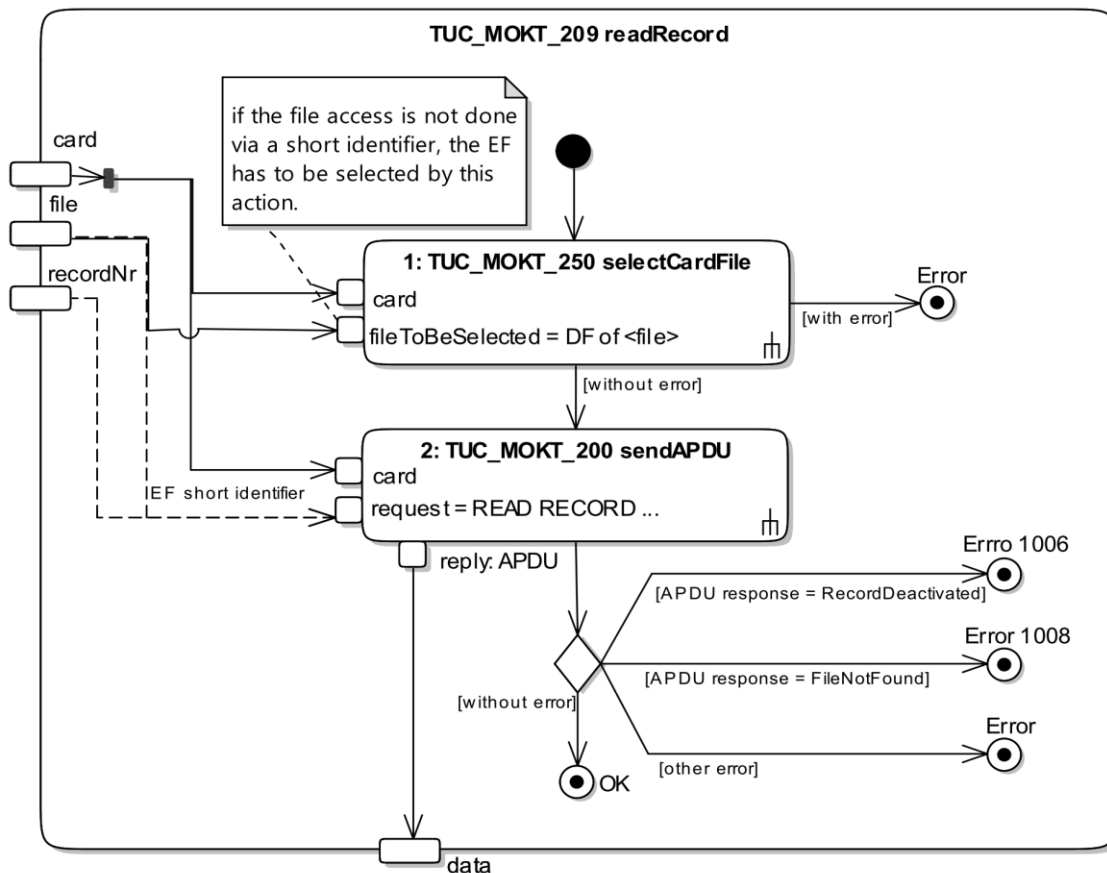 TUC_MOKT_209 readRecord
if the file access is not done
via a short identifier, the EF
has to be selected by this
action.
card
file
recordNr
1: TUC_MOKT_250 selectCardFile
card
fileToBeSelected = DF of <file>
Error
[with error]
[without error]
2: TUC_MOKT_200 sendAPDU
card
EF short identifier
request = READ RECORD ...
reply: APDU
Errro 1006
[APDU response = RecordDeactivated]
Error 1008
[APDU response = FileNotFound]
[without error]
Error
[other error]
OK
data